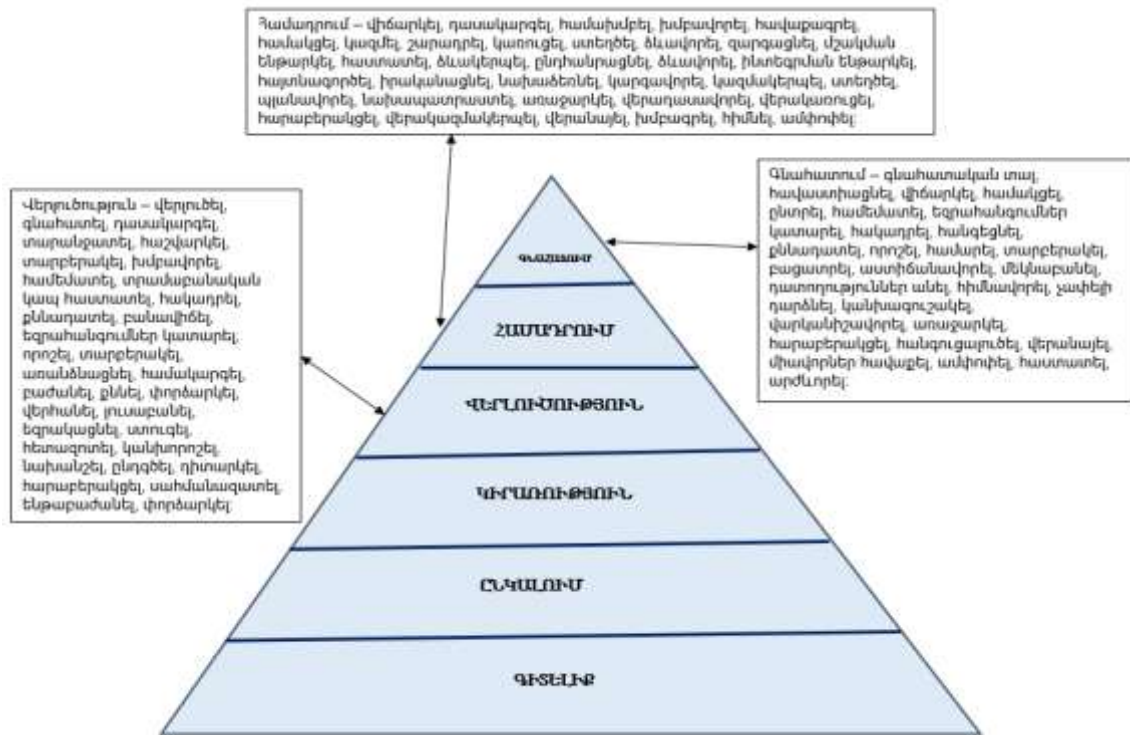 Համադրում – վիճարկել, դասակարգել, համախմբել, խմբավորել, հավաքագրել,
համակցել, կազմել, շարադրել, կառուցել, ստեղծել, ձևավորել, զարգացնել, մշակման
ենթարկել, հաստատել, ձևակերպել, ընդհանրացնել, ձևավորել, ինտեգրման ենթարկել,
հայտնագործել, իրականացնել, նախաձեռնել, կարգավորել, կազմակերպել, ստեղծել,
պլանավորել, նախապատրաստել, առաջարկել, վերադասավորել, վերակառուցել,
հարաբերակցել, վերակազմակերպել, վերանայել, խմբագրել, հիմնել, ամփոփել:
Վերլուծություն – վերլուծել,
գնահատել, դասակարգել,
տարանջատել, հաշվարկել,
տարբերակել, խմբավորել,
համեմատել, տրամաբանական
կապ հաստատել, հակադրել,
քննադատել, բանավիճել,
եզրահանգումներ կատարել,
որոշել, տարբերակել,
առանձնացնել, համակարգել,
բաժանել, քննել, փորձարկել,
վերհանել, լուսաբանել,
եզրակացնել, ստուգել,
հետազոտել, կանխորոշել,
նախանշել, ընդգծել, դիտարկել,
հարաբերակցել, սահմանազատել,
ենթաբաժանել, փորձարկել:
Գնահատում – գնահատական տալ,
հավաստիացնել, վիճարկել, համակցել,
ընտրել, համեմատել, եզրահանգումներ
կատարել, հակադրել, հանգեցնել,
քննադատել, որոշել, համարել, տարբերակել,
բացատրել, աստիճանավորել, մեկնաբանել,
դատողություններ անել, հիմնավորել, չափելի
դարձնել, կանխագուշակել,
վարկանիշավորել, առաջարկել,
հարաբերակցել, հանգուցալուծել, վերանայել,
միավորներ հավաքել, ամփոփել, հաստատել,
արժևորել:
ԳՆԱՀԱՏՈՒՄ
ՀԱՄԱԴՐՈՒՄ
ՎԵՐԼՈՒԾՈՒԹՅՈՒՆ
ԿԻՐԱՌՈՒԹՅՈՒՆ
ԸՆԿԱԼՈՒՄ
ԳԻՏԵԼԻՔ